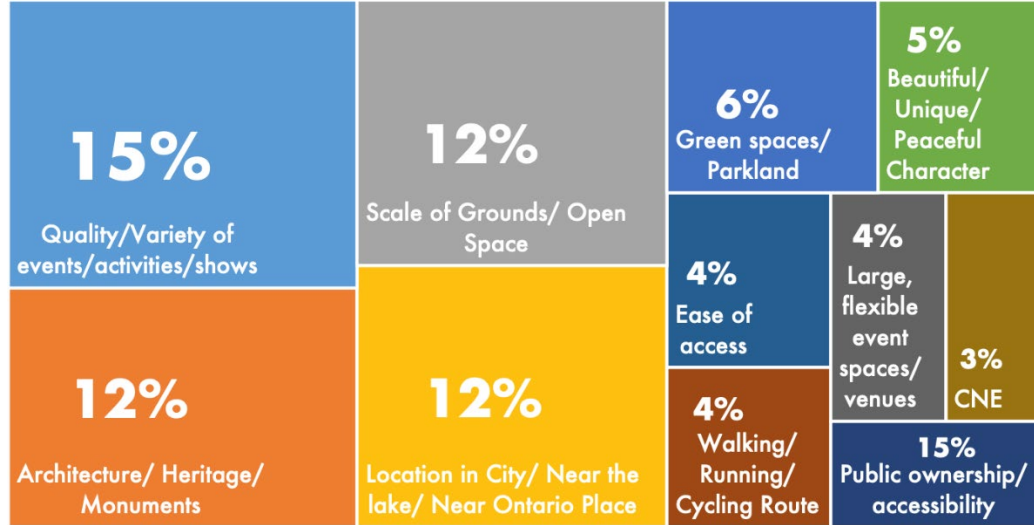 15%
Quality/Variety of
events/activities/shows
12%
Architecture/ Heritage/
Monuments
12%
Scale of Grounds/ Open
Space
12%
Location in City/ Near the
lake/ Near Ontario Place
6%
Green spaces/
Parkland
5%
Beautiful/
Unique/
Peaceful
Character
4%
Ease of
access
4%
Walking/
Running/
Cycling Route
4%
Large,
flexible
event
spaces/
venues
3%
CNE
15%
Public ownership/
accessibility